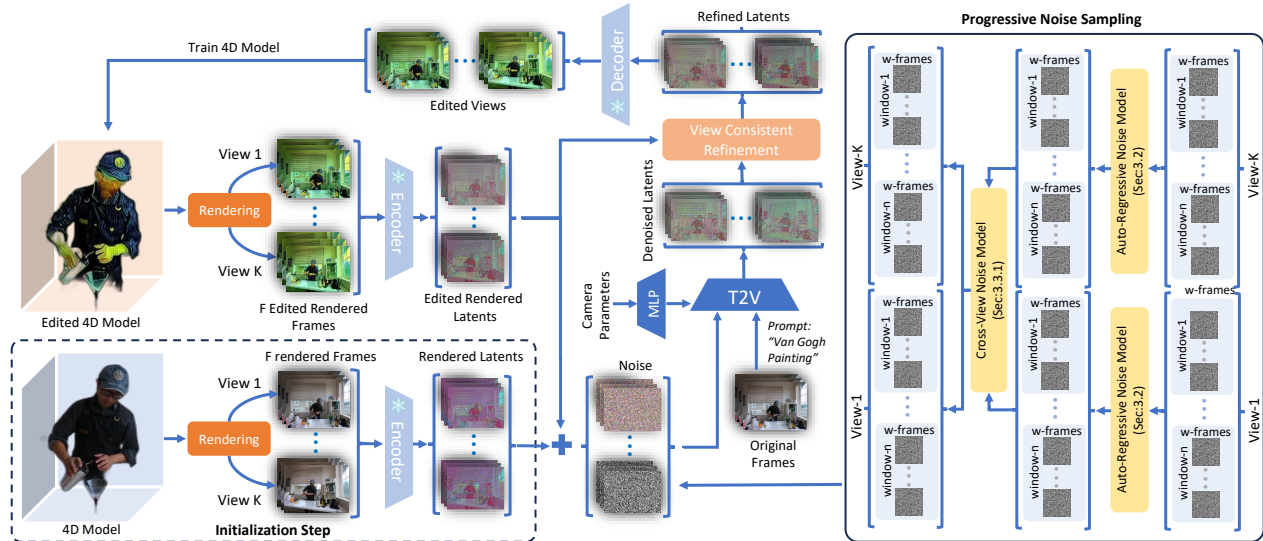 Train 4D Model
Edited Views
Decoder
Refined Latents
View Consistent
Refinement
Denoised Latents
View 1
Rendering
View K
F Edited Rendered
Frames
Encoder
Edited Rendered
Latents
Edited 4D Model
Camera
Parameters
MLP
T2V
Prompt:
"Van Gogh
Painting"
Original
Frames
F rendered Frames
Rendered Latents
View 1
Rendering
View K
Encoder
4D Model
Initialization Step
Noise
Progressive Noise Sampling
View-K
w-frames
window-1
w-frames
window-n
View-1
w-frames
window-1
w-frames
window-n
Cross-View Noise Model
(Sec:3.3.1)
w-frames
window-1
w-frames
window-n
w-frames
window-1
w-frames
window-n
Auto-Regressive Noise Model
(Sec:3.2)
Auto-Regressive Noise Model
(Sec:3.2)
w-frames
window-1
w-frames
window-n
View-K
w-frames
window-1
w-frames
window-n
View-1